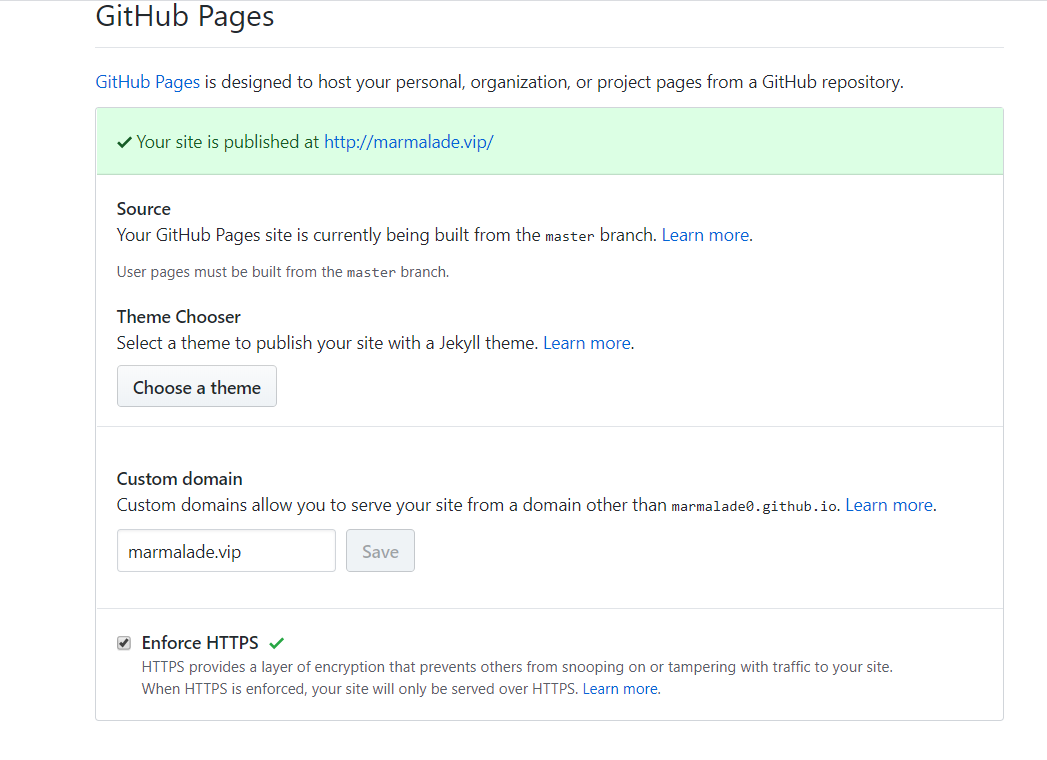 GitHub Pages
GitHub Pages is designed to host your personal, organization, or project pages from a GitHub repository.
Your site is published at http://marmalade.vip/
Source
Your GitHub Pages site is currently being built from the master branch. Learn more.
User pages must be built from the master branch.
Theme Chooser
Select a theme to publish your site with a Jekyll theme. Learn more.
Choose a theme
Custom domain
Custom domains allow you to serve your site from a domain other than marmalade0.github.io. Learn more.
marmalade.vip Save
Enforce HTTPS
HTTPS provides a layer of encryption that prevents others from snooping on or tampering with traffic to your site.
When HTTPS is enforced, your site will only be served over HTTPS. Learn more.